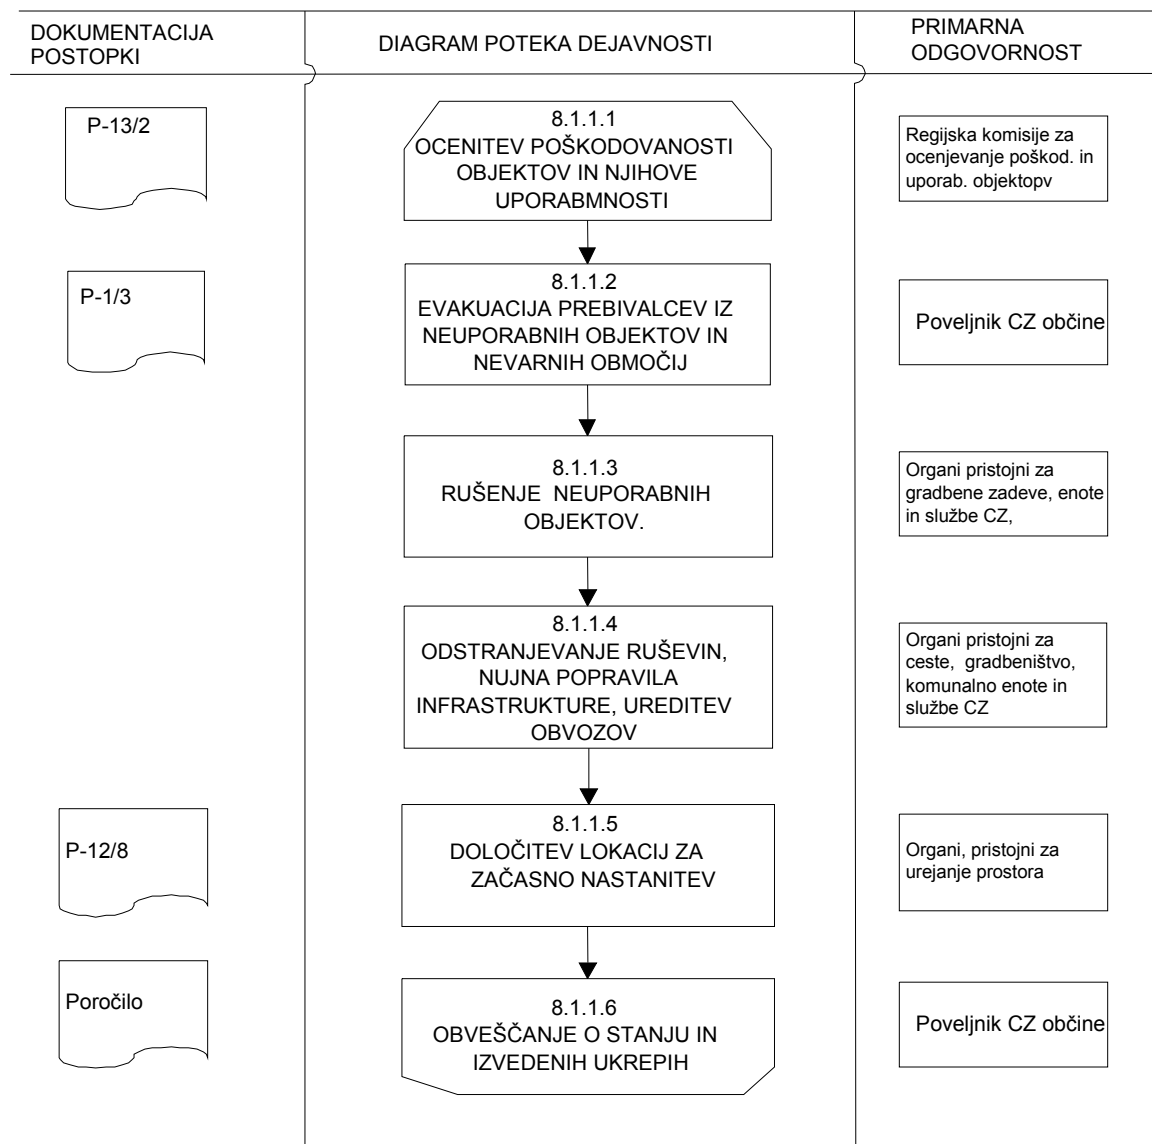 DOKUMENTACIJA
POSTOPKI
DIAGRAM POTEKA DEJAVNOSTI
PRIMARNA
ODGOVORNOST
P-13/2
8.1.1.1
OCENITEV POŠKODOVANOSTI
OBJEKTOV IN NJIHOVE
UPORABMNOSTI
Regijska komisije za
ocenjevanje poškod. in
uporab. objektopv
P-1/3
8.1.1.2
EVAKUACIJA PREBIVALCEV IZ
NEUPORABNIH OBJEKTOV IN
NEVARNIH OBMOČIJ
Poveljnik CZ občine
8.1.1.3
RUŠENJE NEUPORABNIH
OBJEKTOV.
Organi pristojni za
gradbene zadeve, enote
in službe CZ,
8.1.1.4
ODSTRANJEVANJE RUŠEVIN,
NUJNA POPRAVILA
INFRASTRUKTURE, UREDITEV
OBVOZOV
Organi pristojni za
ceste, gradbeništvo,
komunalno enote in
službe CZ
P-12/8
8.1.1.5
DOLOČITEV LOKACIJ ZA
ZAČASNO NASTANITEV
Organi, pristojni za
urejanje prostora
Poročilo
8.1.1.6
OBVEŠČANJE O STANJU IN
IZVEDENIH UKREPIH
Poveljnik CZ občine